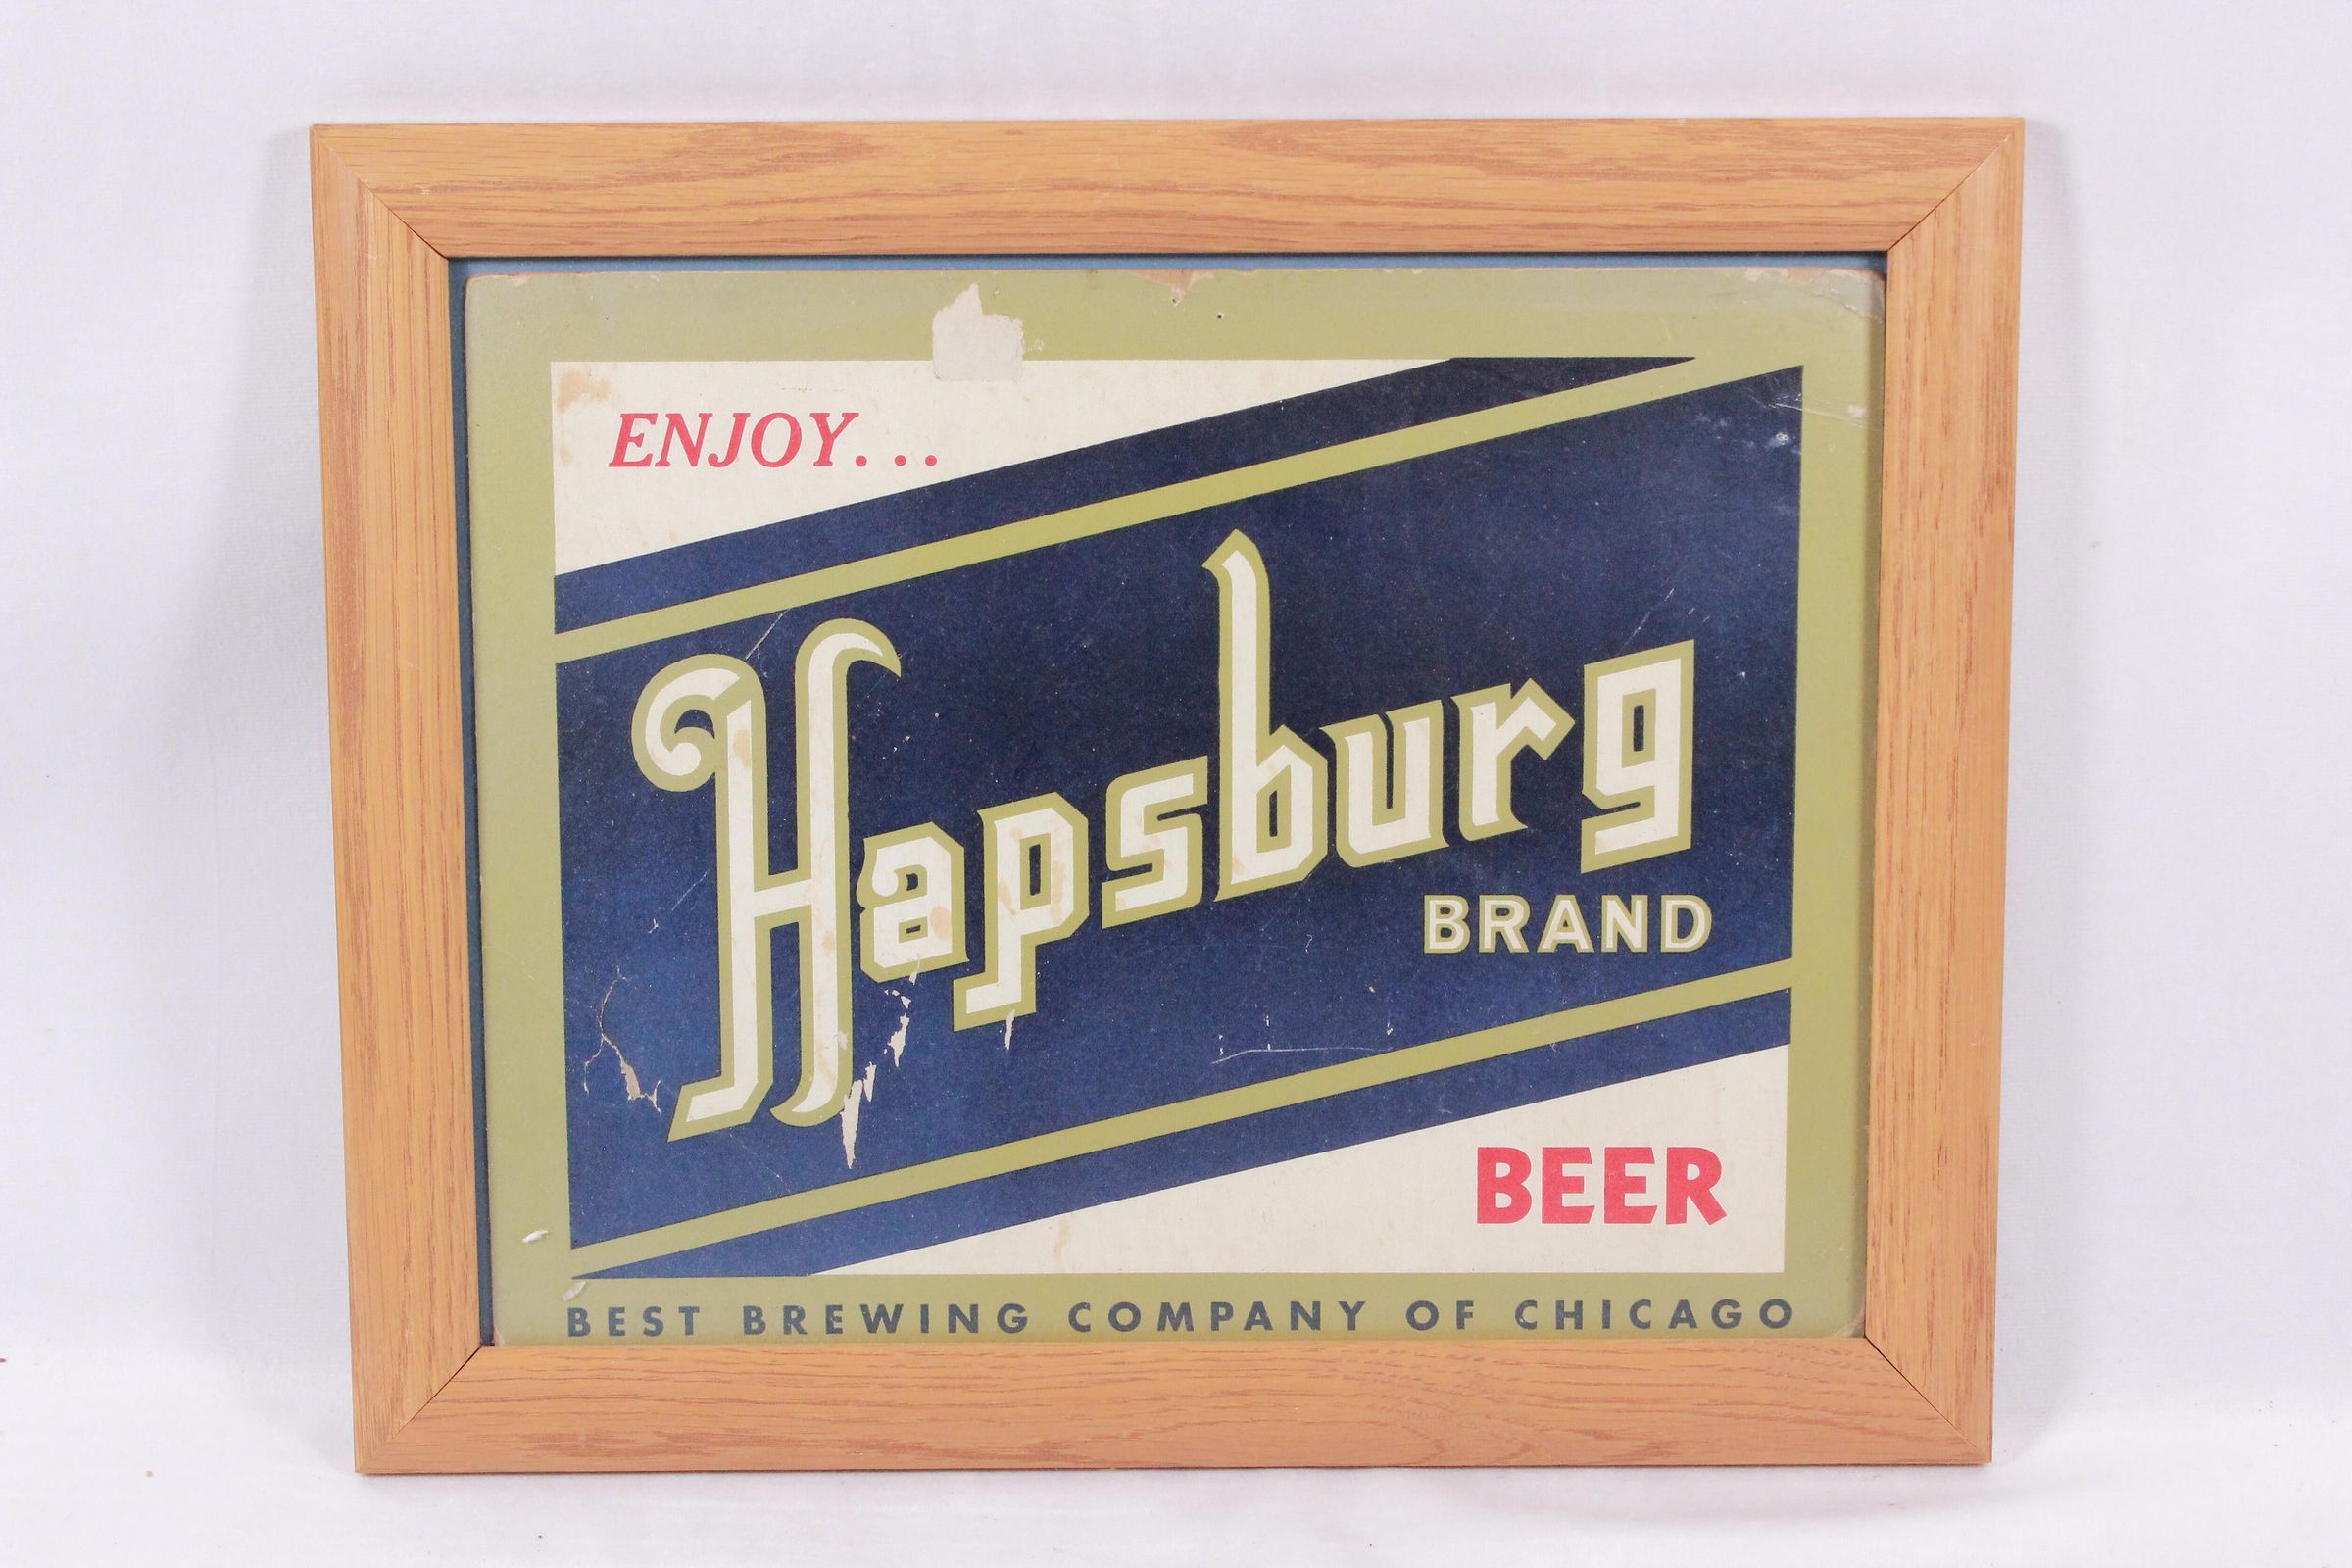 ENJOY...
Hapsburg
BRAND
BEER
BEST BREWING COMPANY OF CHICAGO